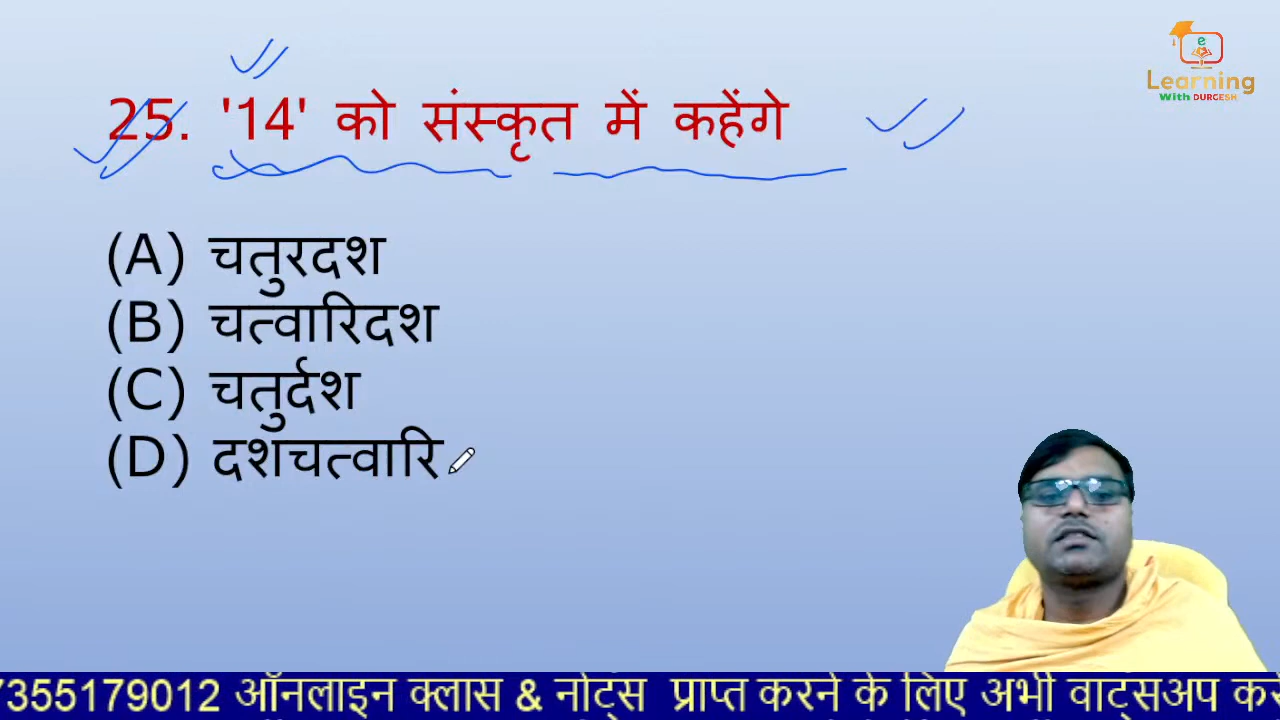 e
Learning
With DURGESH
25. '14' को संस्कृत में कहेंगे
(A) चतुरदश
(B) चत्वारिदश
(C) चतुर्दश
(D) दशचत्वारि
7355179012 ऑनलाइन क्लास & नोट्स प्राप्त करने के लिए अभी वाट्सअप करें